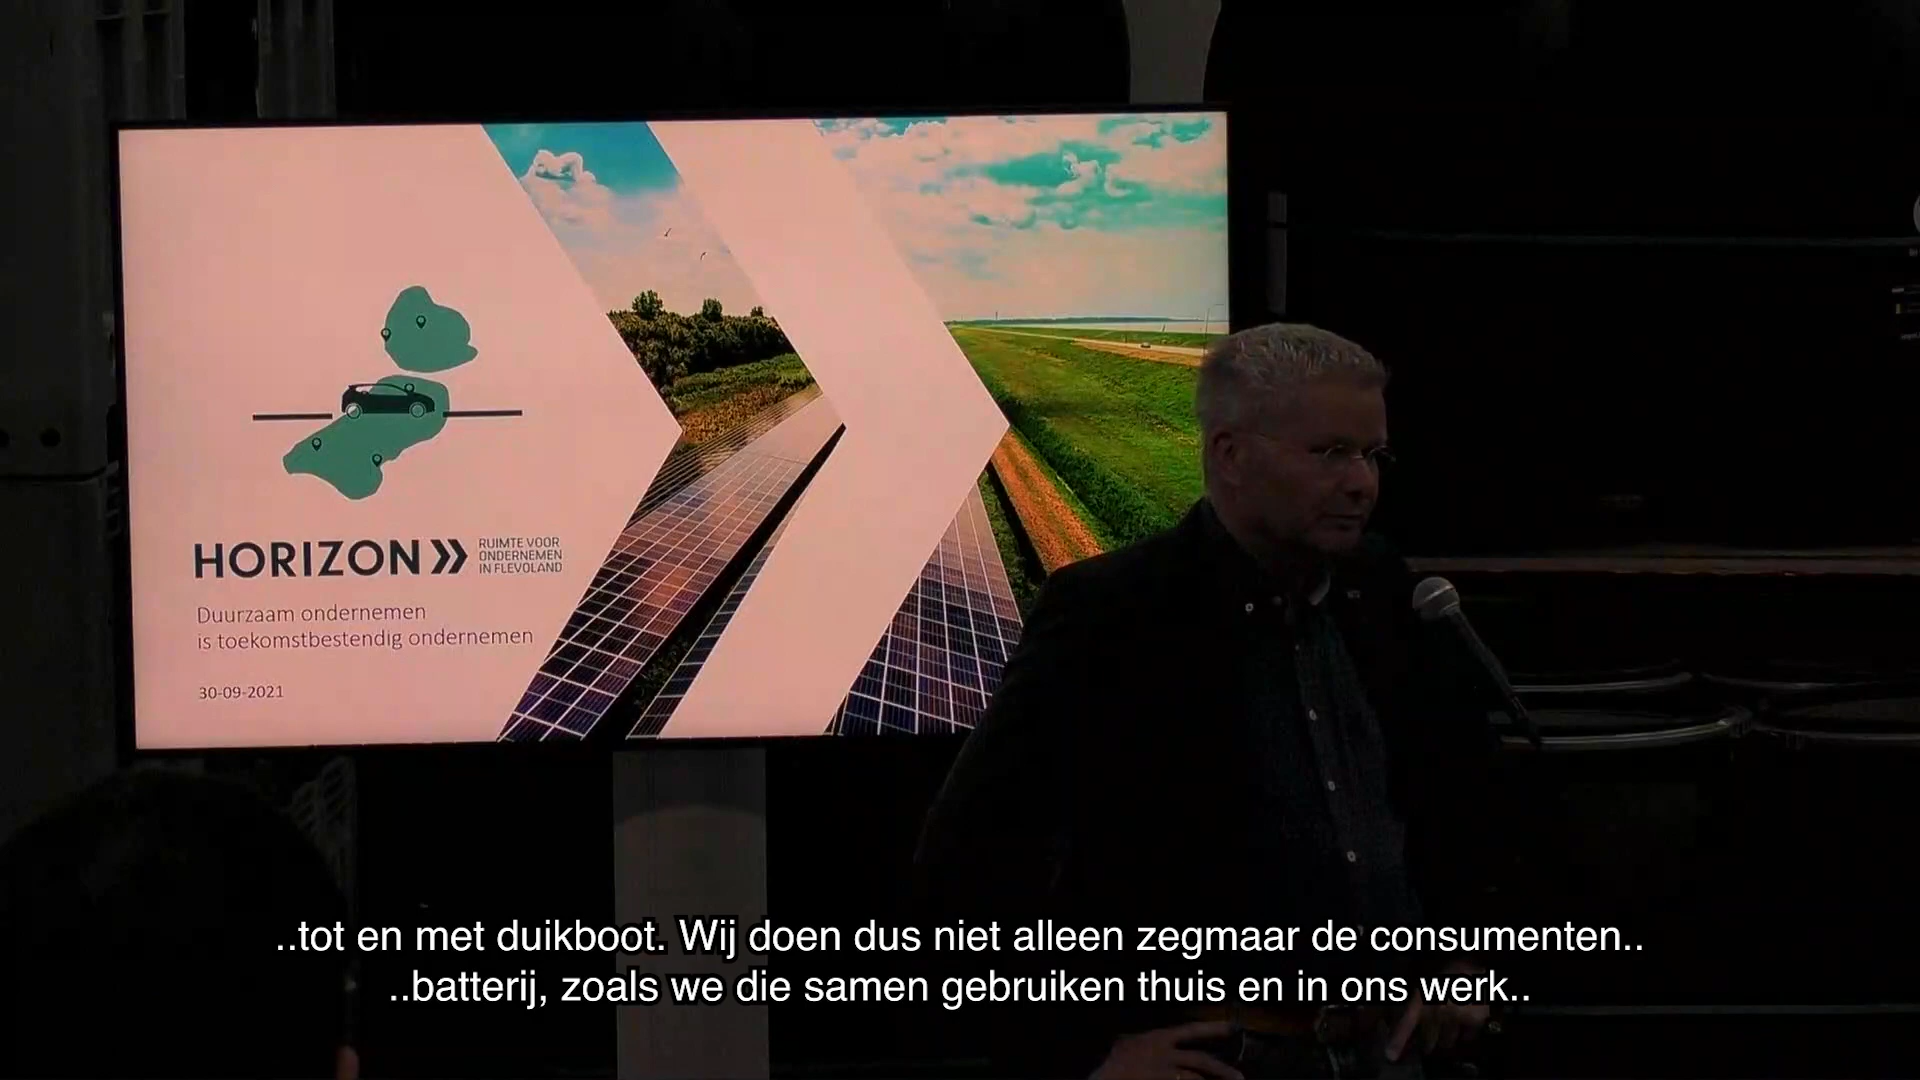 HORIZON
RUIMTE VOOR
ONDERNEMEN
IN FLEVOLAND
Duurzaam ondernemen
is toekomstbestendig ondernemen
30-09-2021
..tot en met duikboot. Wij doen dus niet alleen zegmaar de consumenten..
..batterij, zoals we die samen gebruiken thuis en in ons werk..